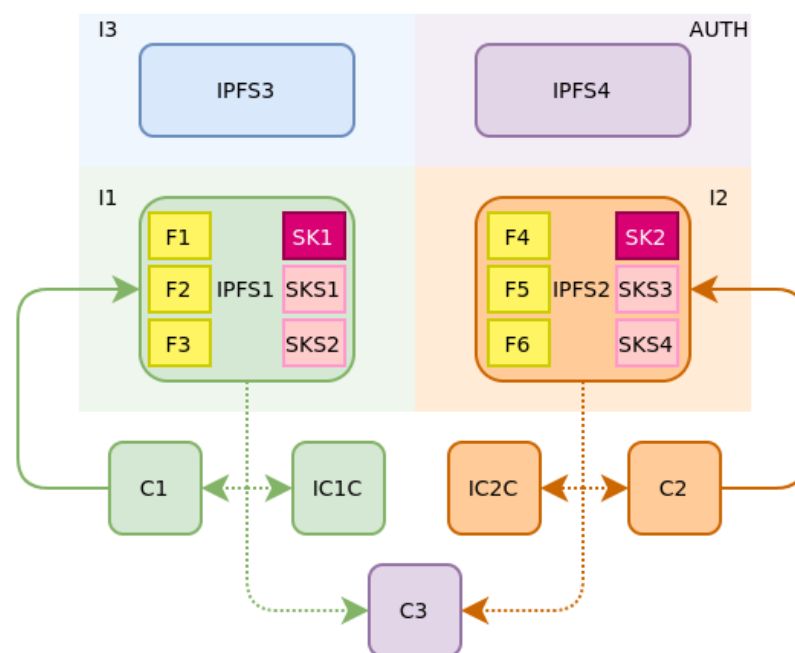 I3
AUTH
IPFS3
IPFS4
I1
I2
F1
SK1
F4
SK2
F2
IPFS1
SKS1
F5
IPFS2
SKS3
F3
SKS2
F6
SKS4
C1
IC1C
IC2C
C2
C3